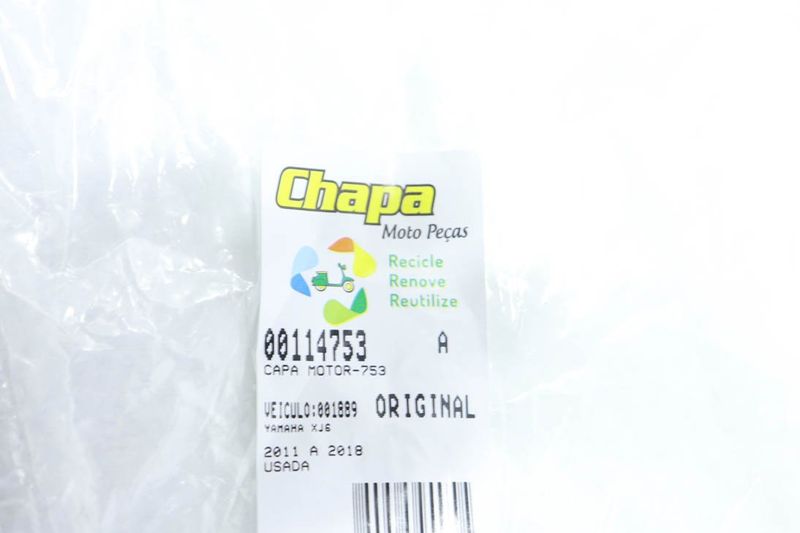 Chapa
Moto Peças
Recicle
Renove
Reutilize
00114753 A
CAPA MOTOR-753
VEICULO:001889 ORIGINAL
YAMAHA XJ6
2011 A 2018
USADA